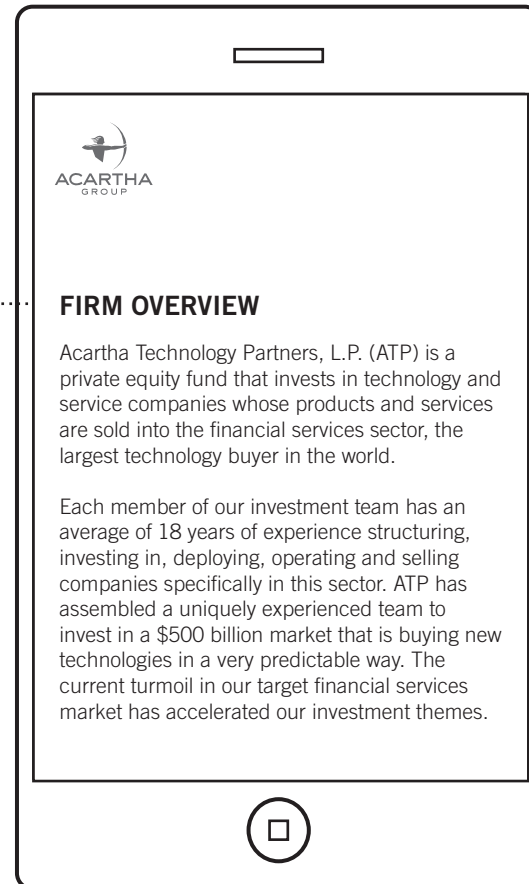 ACARTHA
GROUP
FIRM OVERVIEW
Acartha Technology Partners, L.P. (ATP) is a
private equity fund that invests in technology and
service companies whose products and services
are sold into the financial services sector, the
largest technology buyer in the world.
Each member of our investment team has an
average of 18 years of experience structuring,
investing in, deploying, operating and selling
companies specifically in this sector. ATP has
assembled a uniquely experienced team to
invest in a $500 billion market that is buying new
technologies in a very predictable way. The
current turmoil in our target financial services
market has accelerated our investment themes.